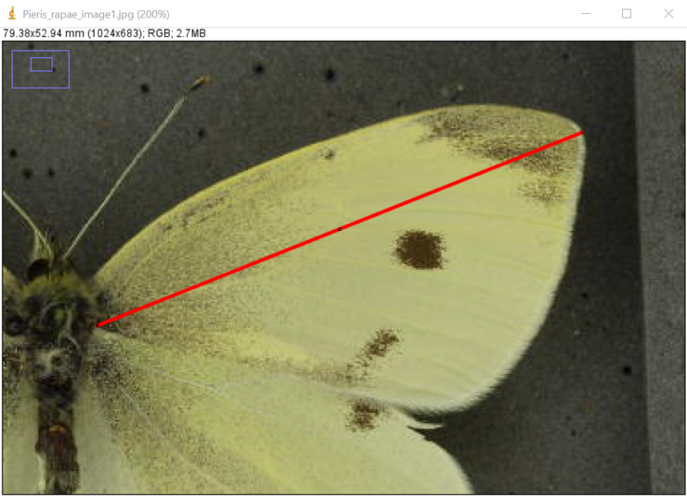 Pieris_rapae_image1.jpg (200%)
79.38x52.94 mm (1024x683); RGB; 2.7MB